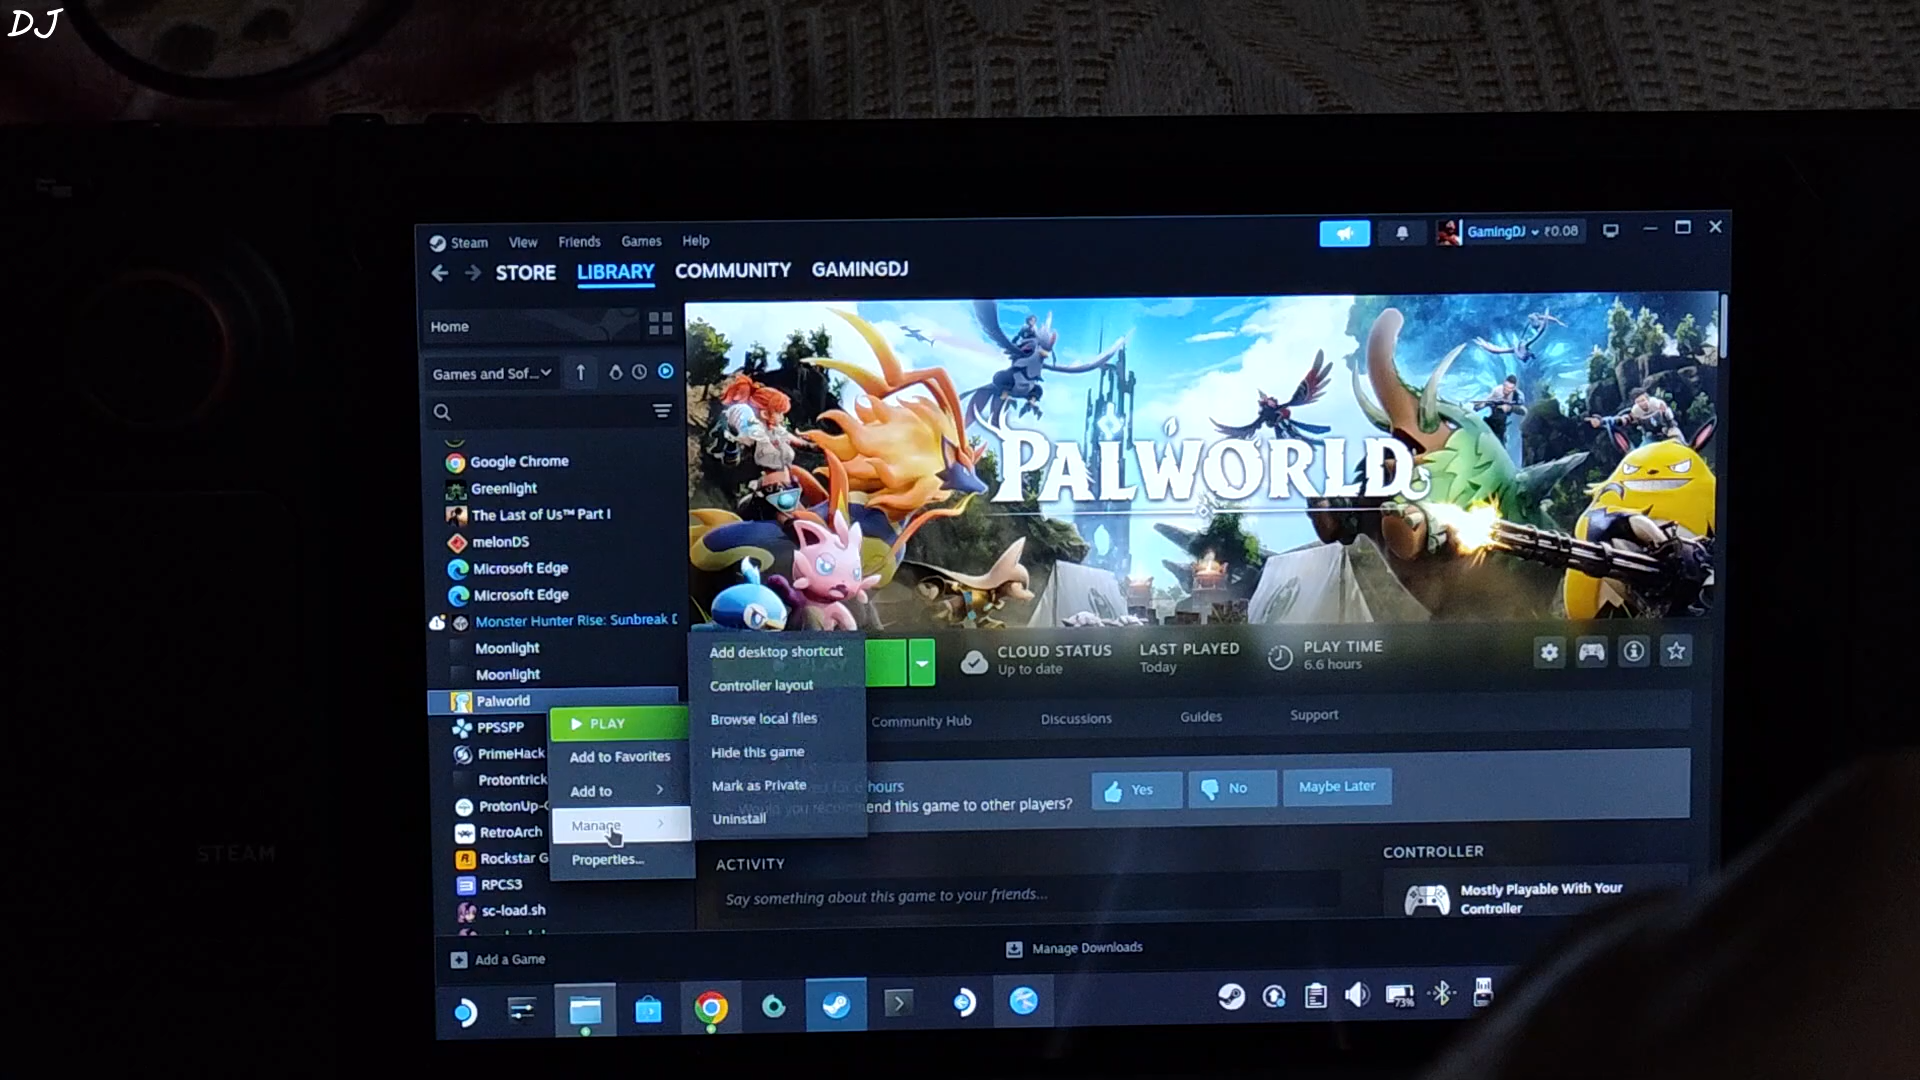 DJ
Steam View Friends Games Help
GamingDJ ₹0.08
STORE LIBRARY COMMUNITY GAMINGDJ
Home
Games and Sof...
Google Chrome
Greenlight
The Last of Us™ Part I
melonDS
Microsoft Edge
Microsoft Edge
Monster Hunter Rise: Sunbreak D
Moonlight
Moonlight
Palworld
PPSSPP
PrimeHack
Protontrick
ProtonUp-
RetroArch
Rockstar G
RPCS3
sc-load.sh
PLAY
Add to Favorites
Add to
Manage
Properties...
Add desktop shortcut
Controller layout
Browse local files
Hide this game
Mark as Private
Uninstall
PALWORLD
PLAY
CLOUD STATUS
Up to date
LAST PLAYED
Today
PLAY TIME
6.6 hours
Community Hub Discussions Guides Support
hours
end this game to other players?
Yes No Maybe Later
ACTIVITY
Say something about this game to your friends...
CONTROLLER
Mostly Playable With Your
Controller
Add a Game
Manage Downloads
73%
STEAM